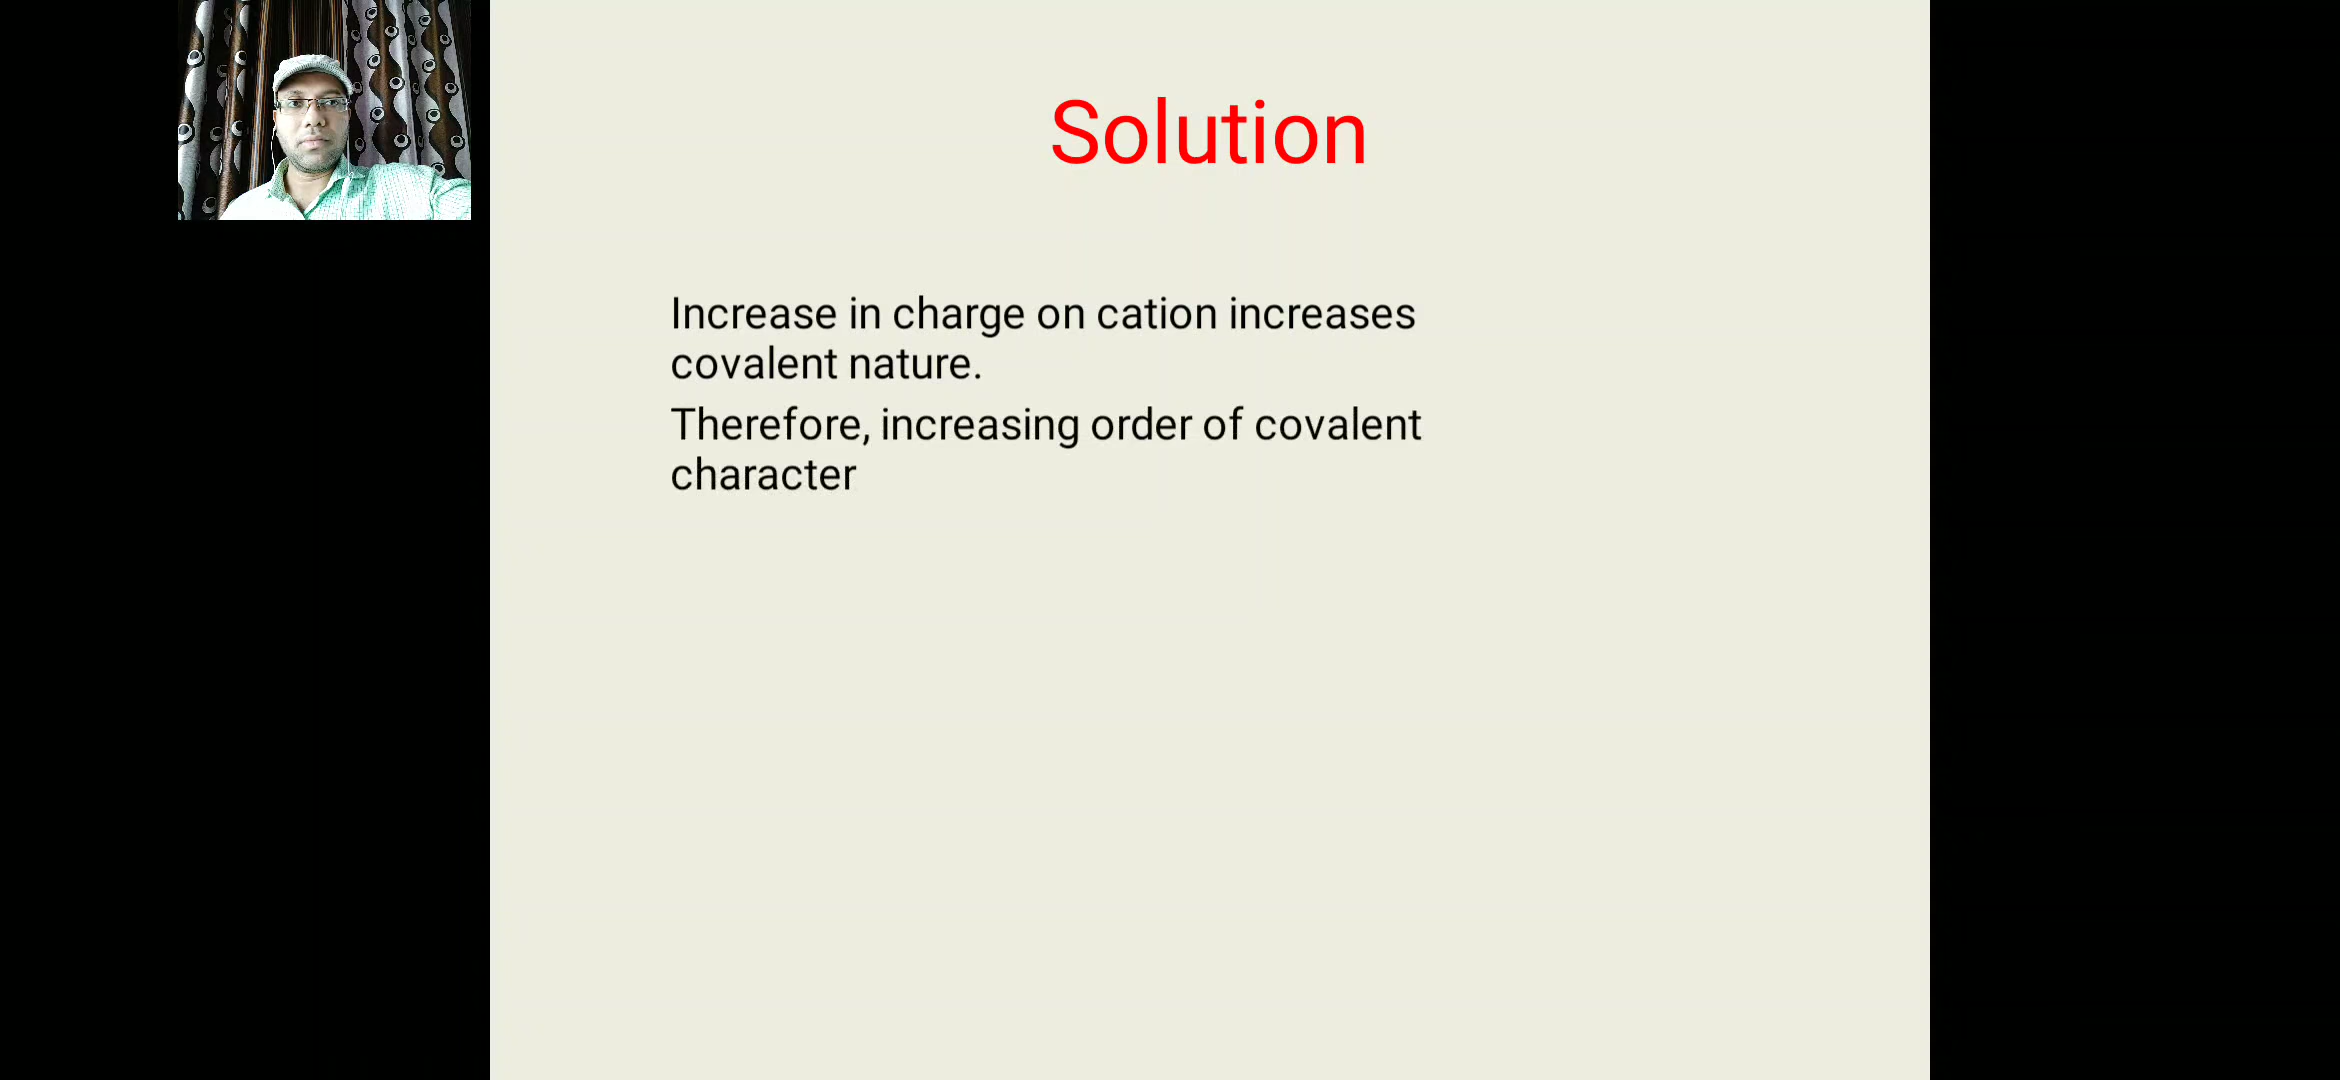 Solution
Increase in charge on cation increases
covalent nature.
Therefore, increasing order of covalent
character